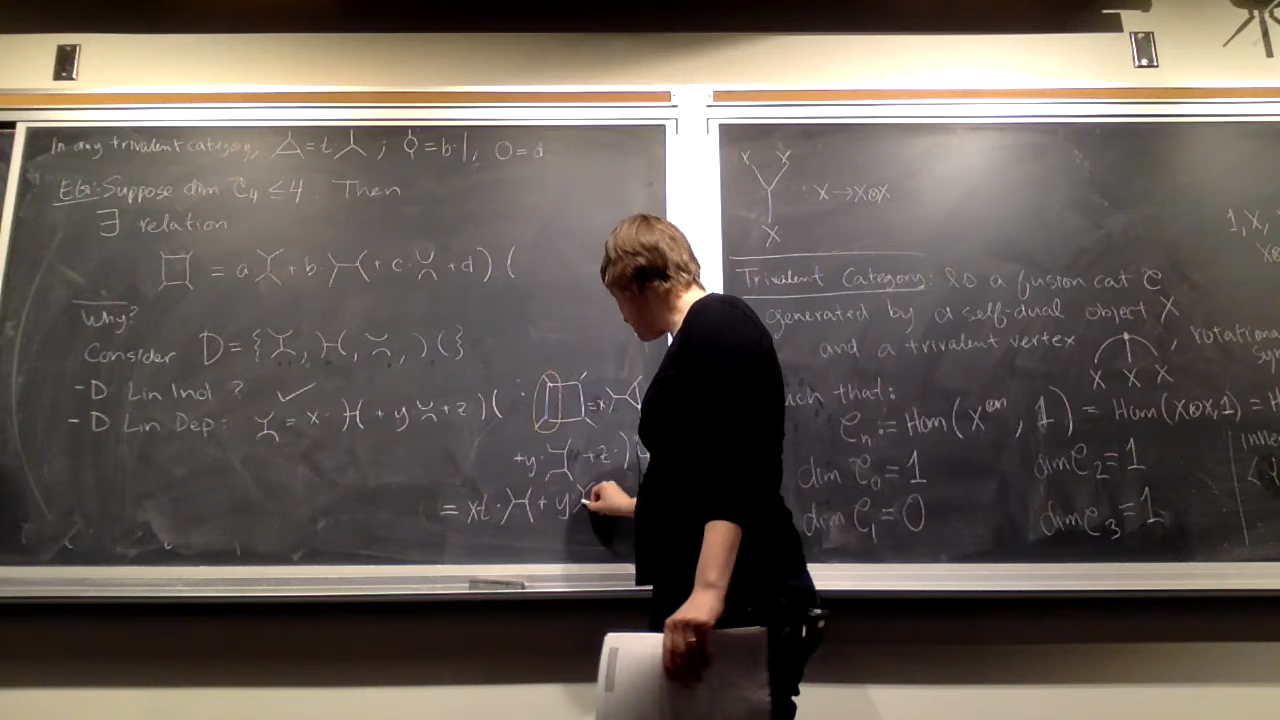 In any trivalent category, △ = t ⅄ ; ϕ = b · | , O = d
EG: Suppose dim C₄ ≤ 4. Then
∃ relation
□ = a + b · + c · + d ) (
Why?
Consider D = { , , , ) ( }
- D Lin Ind ? ✓
- D Lin Dep: = x · + y · + z ) ( : = x ·
+ y · + z · )
= xt · + y
X X
X
X → X⊗X
1, X,
Trivalent Category: Is a fusion cat C
generated by a self-dual object X
and a trivalent vertex , rotationa
X X X
such that:
Cₙ := Hom(X^⊗n, 1) = Hom(X⊗X, 1) =
dim C₀ = 1 dim C₂ = 1
dim C₁ = 0 dim C₃ = 1